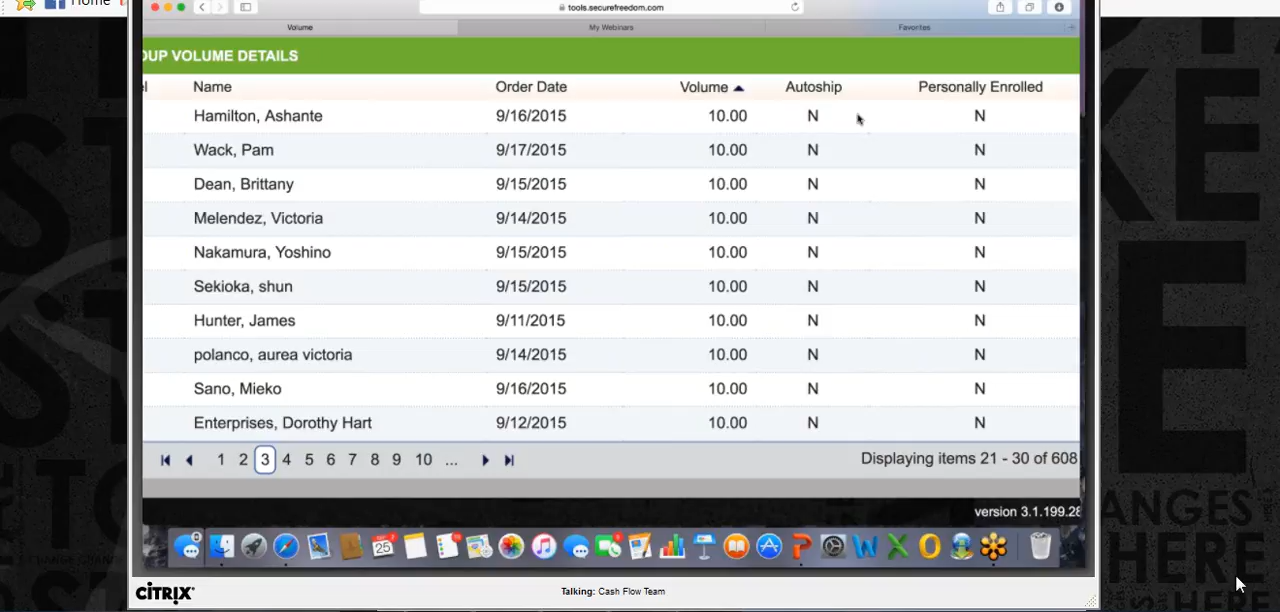 Home
tools.securefreedom.com
Volume My Webinars Favorites
OUP VOLUME DETAILS
el Name Order Date Volume Autoship Personally Enrolled
Hamilton, Ashante 9/16/2015 10.00 N N
Wack, Pam 9/17/2015 10.00 N N
Dean, Brittany 9/15/2015 10.00 N N
Melendez, Victoria 9/14/2015 10.00 N N
Nakamura, Yoshino 9/15/2015 10.00 N N
Sekioka, shun 9/15/2015 10.00 N N
Hunter, James 9/11/2015 10.00 N N
polanco, aurea victoria 9/14/2015 10.00 N N
Sano, Mieko 9/16/2015 10.00 N N
Enterprises, Dorothy Hart 9/12/2015 10.00 N N
1 2 3 4 5 6 7 8 9 10 ... Displaying items 21 - 30 of 608
version 3.1.199.28
25
CITRIX
Talking: Cash Flow Team
KE
E
ANGES
HERE